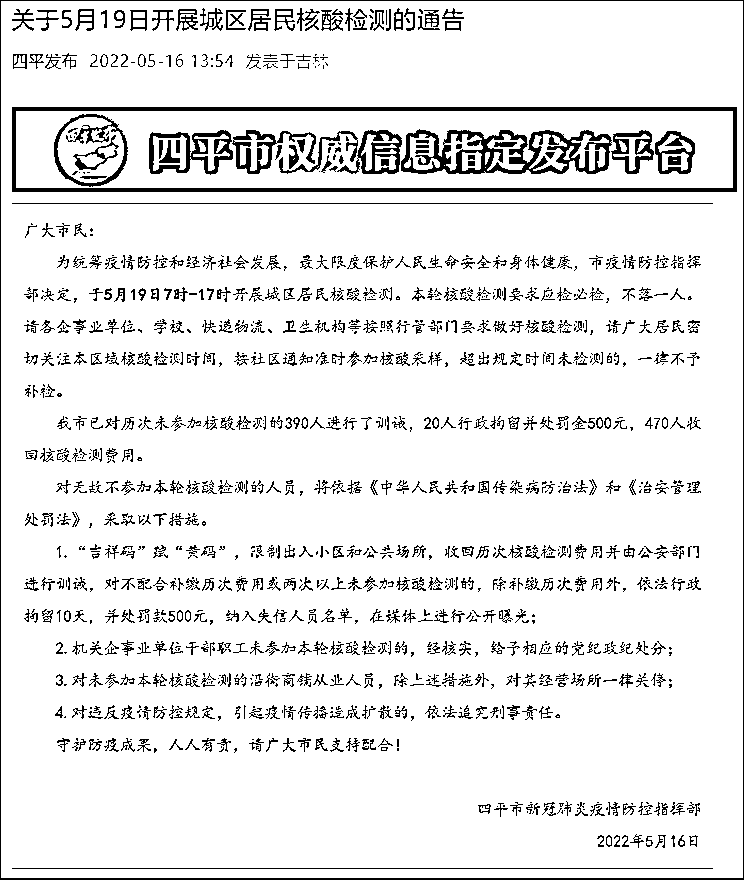 关于5月19日开展城区居民核酸检测的通告
四平发布 2022-05-16 13:54 发表于吉林
四平发布
四平市权威信息指定发布平台
广大市民：
为统筹疫情防控和经济社会发展，最大限度保护人民生命安全和身体健康，市疫情防控指挥
部决定，于5月19日7时-17时开展城区居民核酸检测。本轮核酸检测要求应检必检，不落一人。
请各企事业单位、学校、快递物流、卫生机构等按照行管部门要求做好核酸检测，请广大居民密
切关注本区域核酸检测时间，按社区通知准时参加核酸采样，超出规定时间未检测的，一律不予
补检。
我市已对历次未参加核酸检测的390人进行了训诫，20人行政拘留并处罚金500元，470人收
回核酸检测费用。
对无故不参加本轮核酸检测的人员，将依据《中华人民共和国传染病防治法》和《治安管理
处罚法》，采取以下措施。
1.“吉祥码”赋“黄码”，限制出入小区和公共场所，收回历次核酸检测费用并由公安部门
进行训诫，对不配合补缴历次费用或两次以上未参加核酸检测的，除补缴历次费用外，依法行政
拘留10天，并处罚款500元，纳入失信人员名单，在媒体上进行公开曝光；
2.机关企事业单位干部职工未参加本轮核酸检测的，经核实，给予相应的党纪政纪处分；
3.对未参加本轮核酸检测的沿街商铺从业人员，除上述措施外，对其经营场所一律关停；
4.对违反疫情防控规定，引起疫情传播造成扩散的，依法追究刑事责任。
守护防疫成果，人人有责，请广大市民支持配合！
四平市新冠肺炎疫情防控指挥部
2022年5月16日